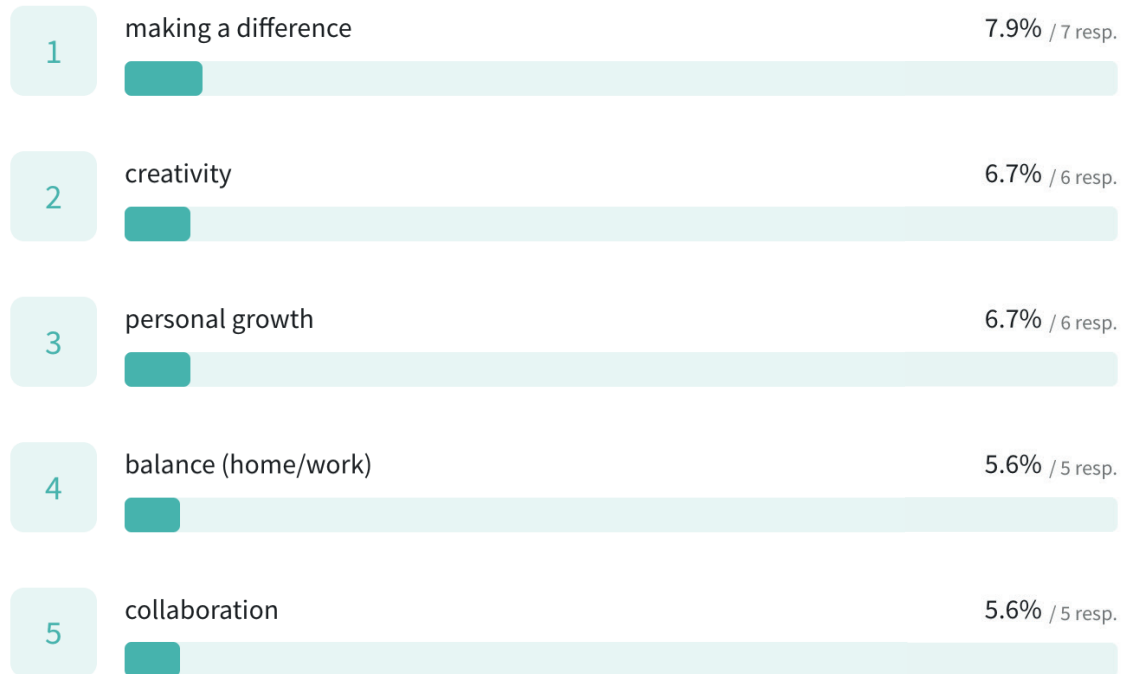 1 making a difference 7.9% / 7 resp.
2 creativity 6.7% / 6 resp.
3 personal growth 6.7% / 6 resp.
4 balance (home/work) 5.6% / 5 resp.
5 collaboration 5.6% / 5 resp.